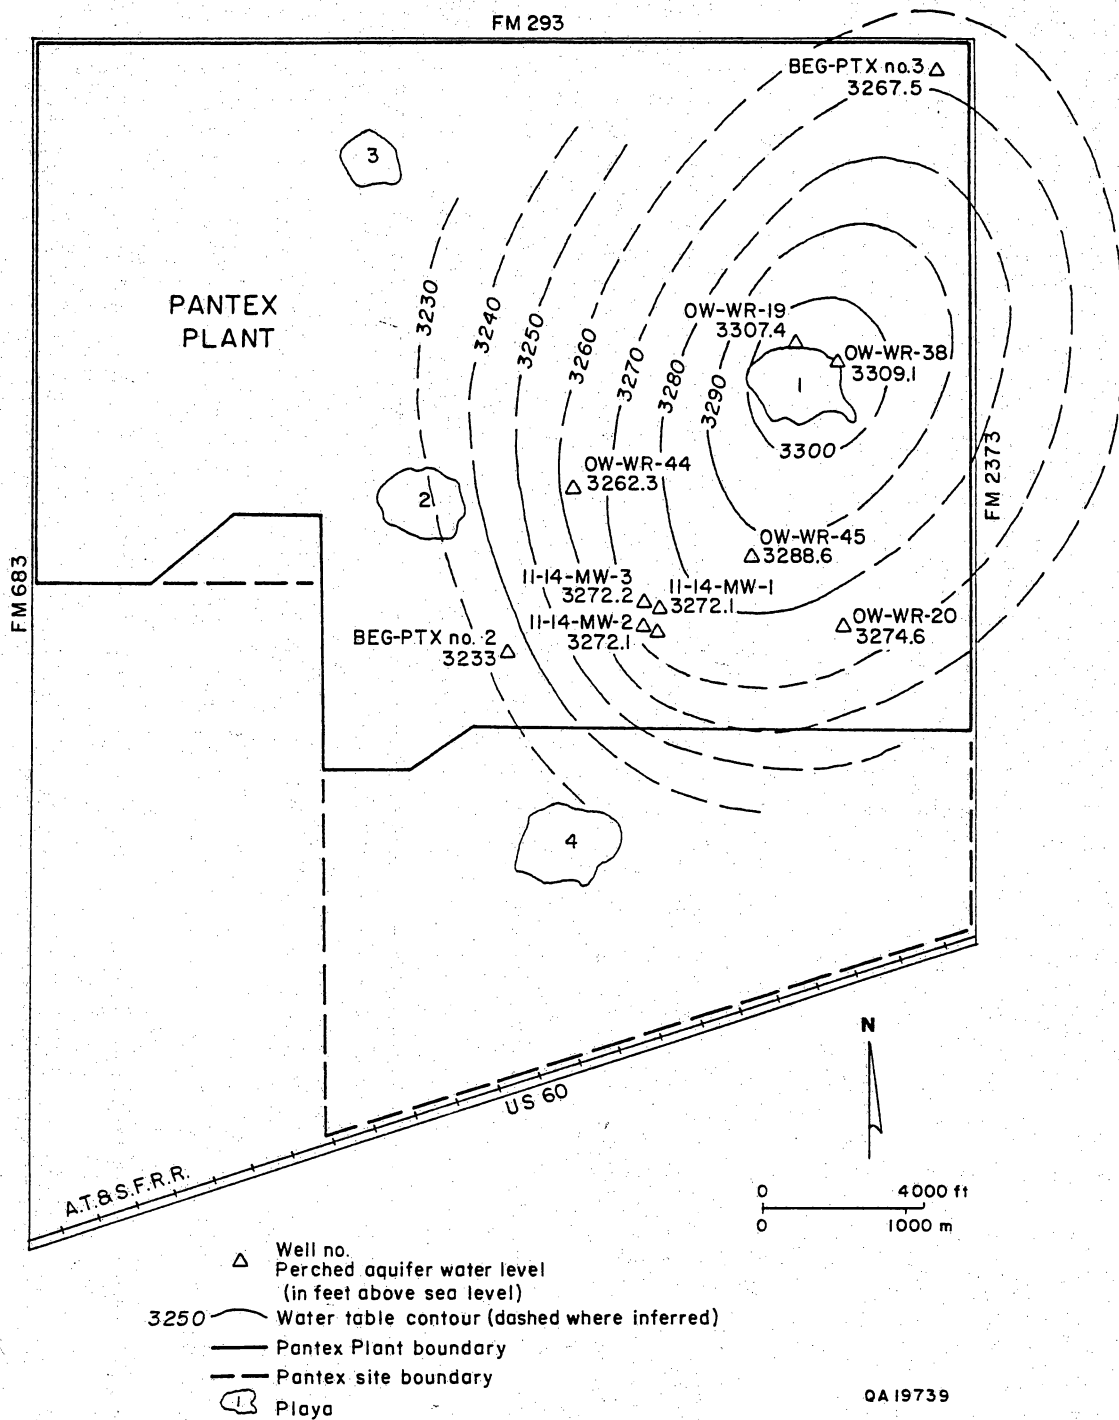 FM 293
BEG-PTX no.3
3267.5
3
PANTEX
PLANT
3230
3240
3250
3260
3270
3280
3290
OW-WR-19
3307.4
OW-WR-38
3309.1
1
3300
FM 2373
OW-WR-44
3262.3
2
OW-WR-45
3288.6
FM 683
11-14-MW-3
3272.2
11-14-MW-1
3272.1
11-14-MW-2
3272.1
OW-WR-20
3274.6
BEG-PTX no. 2
3233
4
N
US 60
A.T.& S.F.R.R.
0 4000 ft
0 1000 m
Well no.
Perched aquifer water level
(in feet above sea level)
3250 Water table contour (dashed where inferred)
Pantex Plant boundary
Pantex site boundary
1 Playa
QA19739